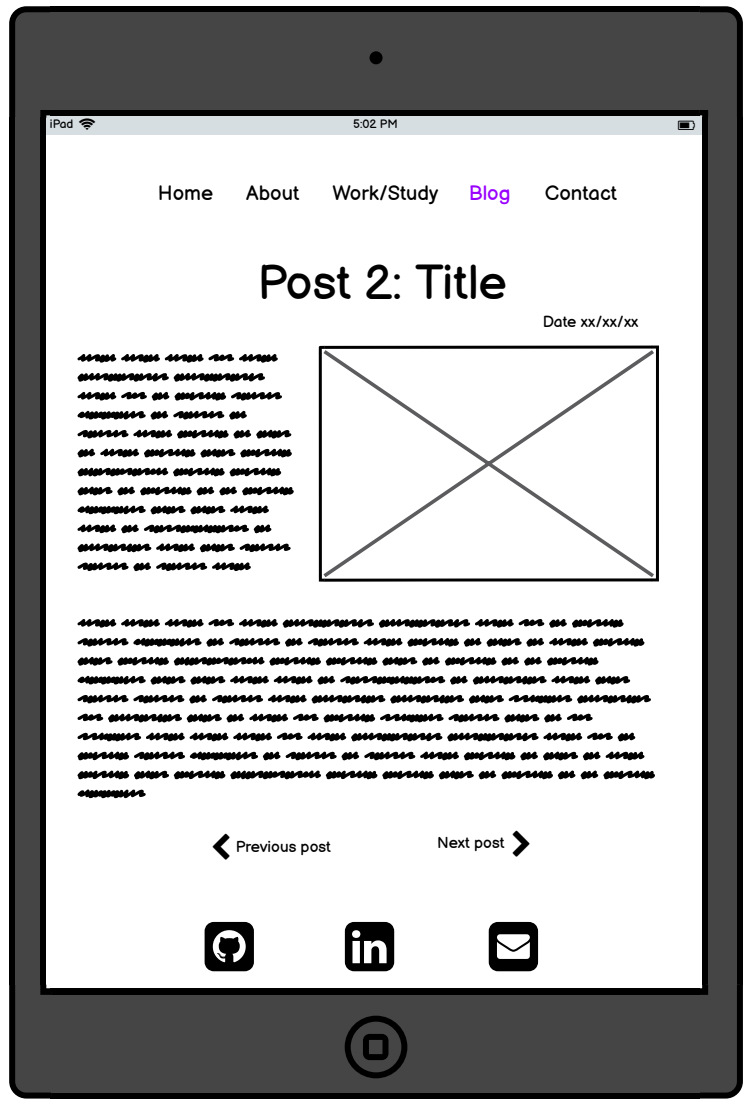 iPad 5:02 PM
Home About Work/Study Blog Contact
Post 2: Title
Date xx/xx/xx
Previous post Next post
in